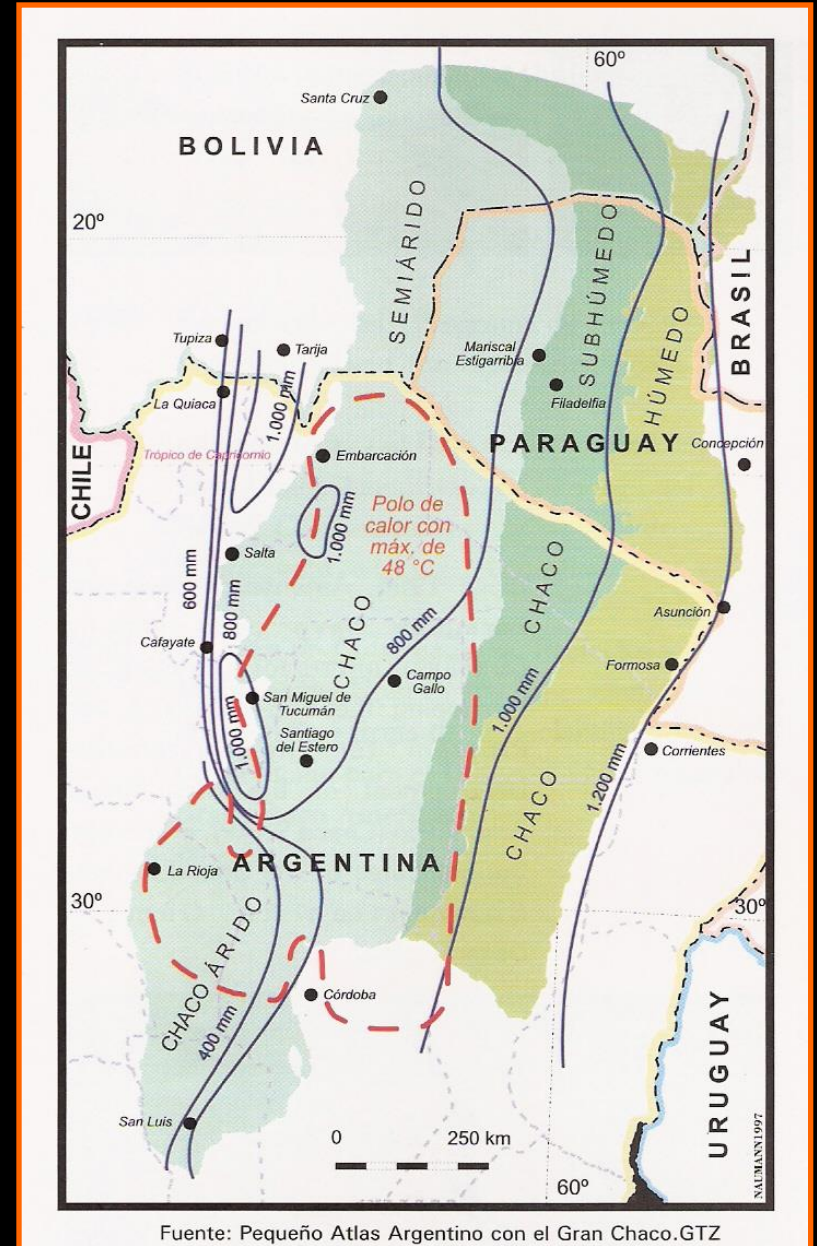 60º
Santa Cruz
BOLIVIA
20º
SEMIÁRIDO
SUBHÚMEDO
HÚMEDO
BRASIL
Tupiza
Tarija
Mariscal
Estigarribia
La Quiaca
1.000 mm
Filadelfia
Trópico de Capricornio
PARAGUAY
Concepción
CHILE
Embarcación
Polo de
calor con
máx. de
48 °C
1.000 mm
Salta
600 mm
800 mm
CHACO
CHACO
800 mm
Asunción
Cafayate
Formosa
San Miguel de
Tucumán
Campo
Gallo
1.000 mm
1.000 mm
Santiago
del Estero
Corrientes
1.200 mm
CHACO
ARGENTINA
La Rioja
30º
30º
CHACO ÁRIDO
400 mm
Córdoba
San Luis
URUGUAY
0 250 km
60º
NAUMANN1997
Fuente: Pequeño Atlas Argentino con el Gran Chaco.GTZ